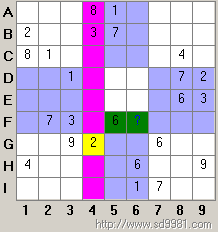 A 8 1
B 2 3 7
C 8 1 4
D 1 7 2
E 6 3
F 7 3 6 ?
G 9 2 6
H 4 6 9
I 1 7
1 2 3 4 5 6 7 8 9
http://www.sd9981.com